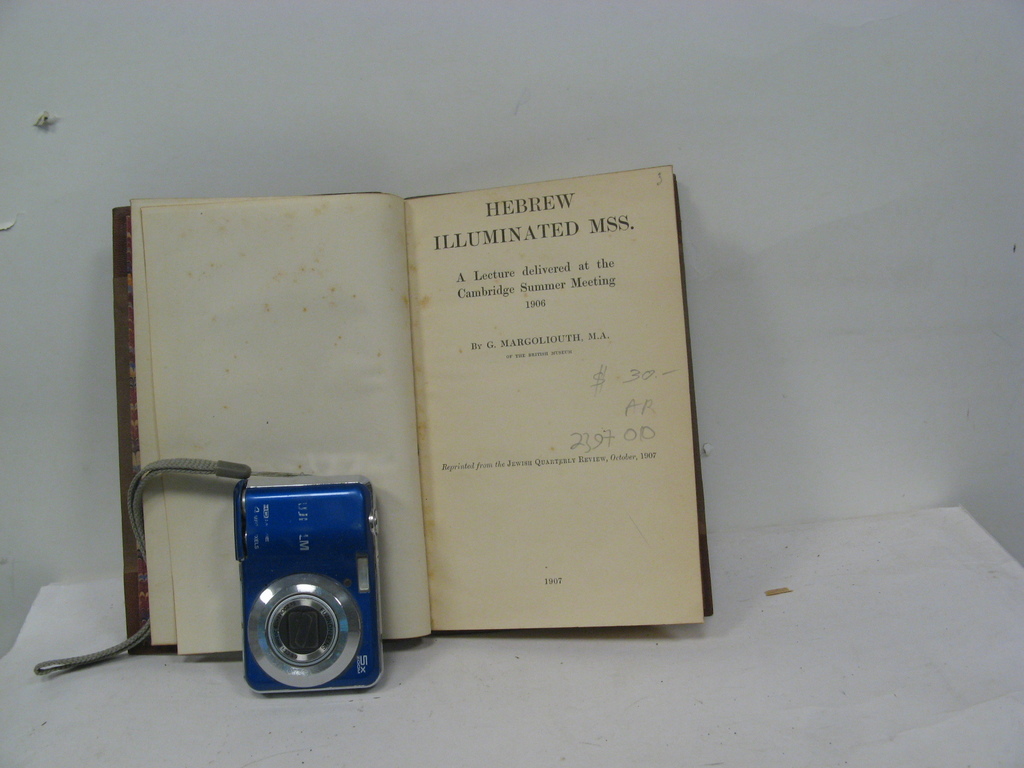 3
HEBREW
ILLUMINATED MSS.
A Lecture delivered at the
Cambridge Summer Meeting
1906
BY G. MARGOLIOUTH, M.A.
OF THE BRITISH MUSEUM
$ 30.-
AR
2397 OD
Reprinted from the JEWISH QUARTERLY REVIEW, October, 1907
1907
5X